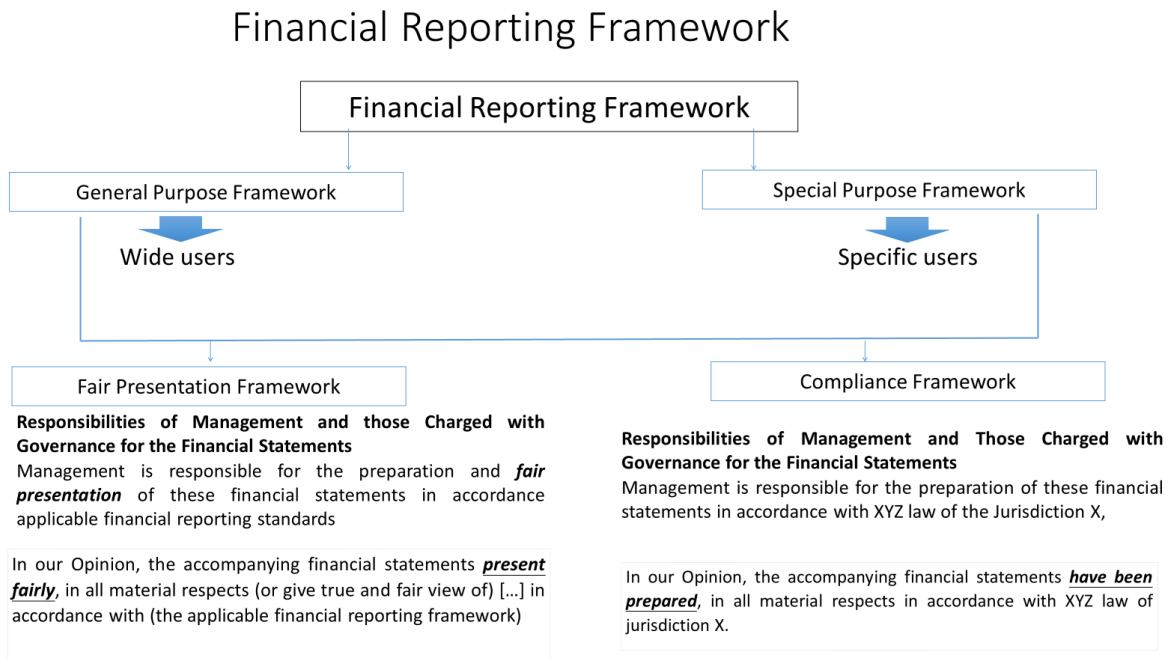 Financial Reporting Framework
Financial Reporting Framework
General Purpose Framework
Special Purpose Framework
Wide users
Specific users
Fair Presentation Framework
Compliance Framework
Responsibilities of Management and those Charged with
Governance for the Financial Statements
Management is responsible for the preparation and fair
presentation of these financial statements in accordance
applicable financial reporting standards
Responsibilities of Management and Those Charged with
Governance for the Financial Statements
Management is responsible for the preparation of these financial
statements in accordance with XYZ law of the Jurisdiction X,
In our Opinion, the accompanying financial statements present
fairly, in all material respects (or give true and fair view of) […] in
accordance with (the applicable financial reporting framework)
In our Opinion, the accompanying financial statements have been
prepared, in all material respects in accordance with XYZ law of
jurisdiction X.